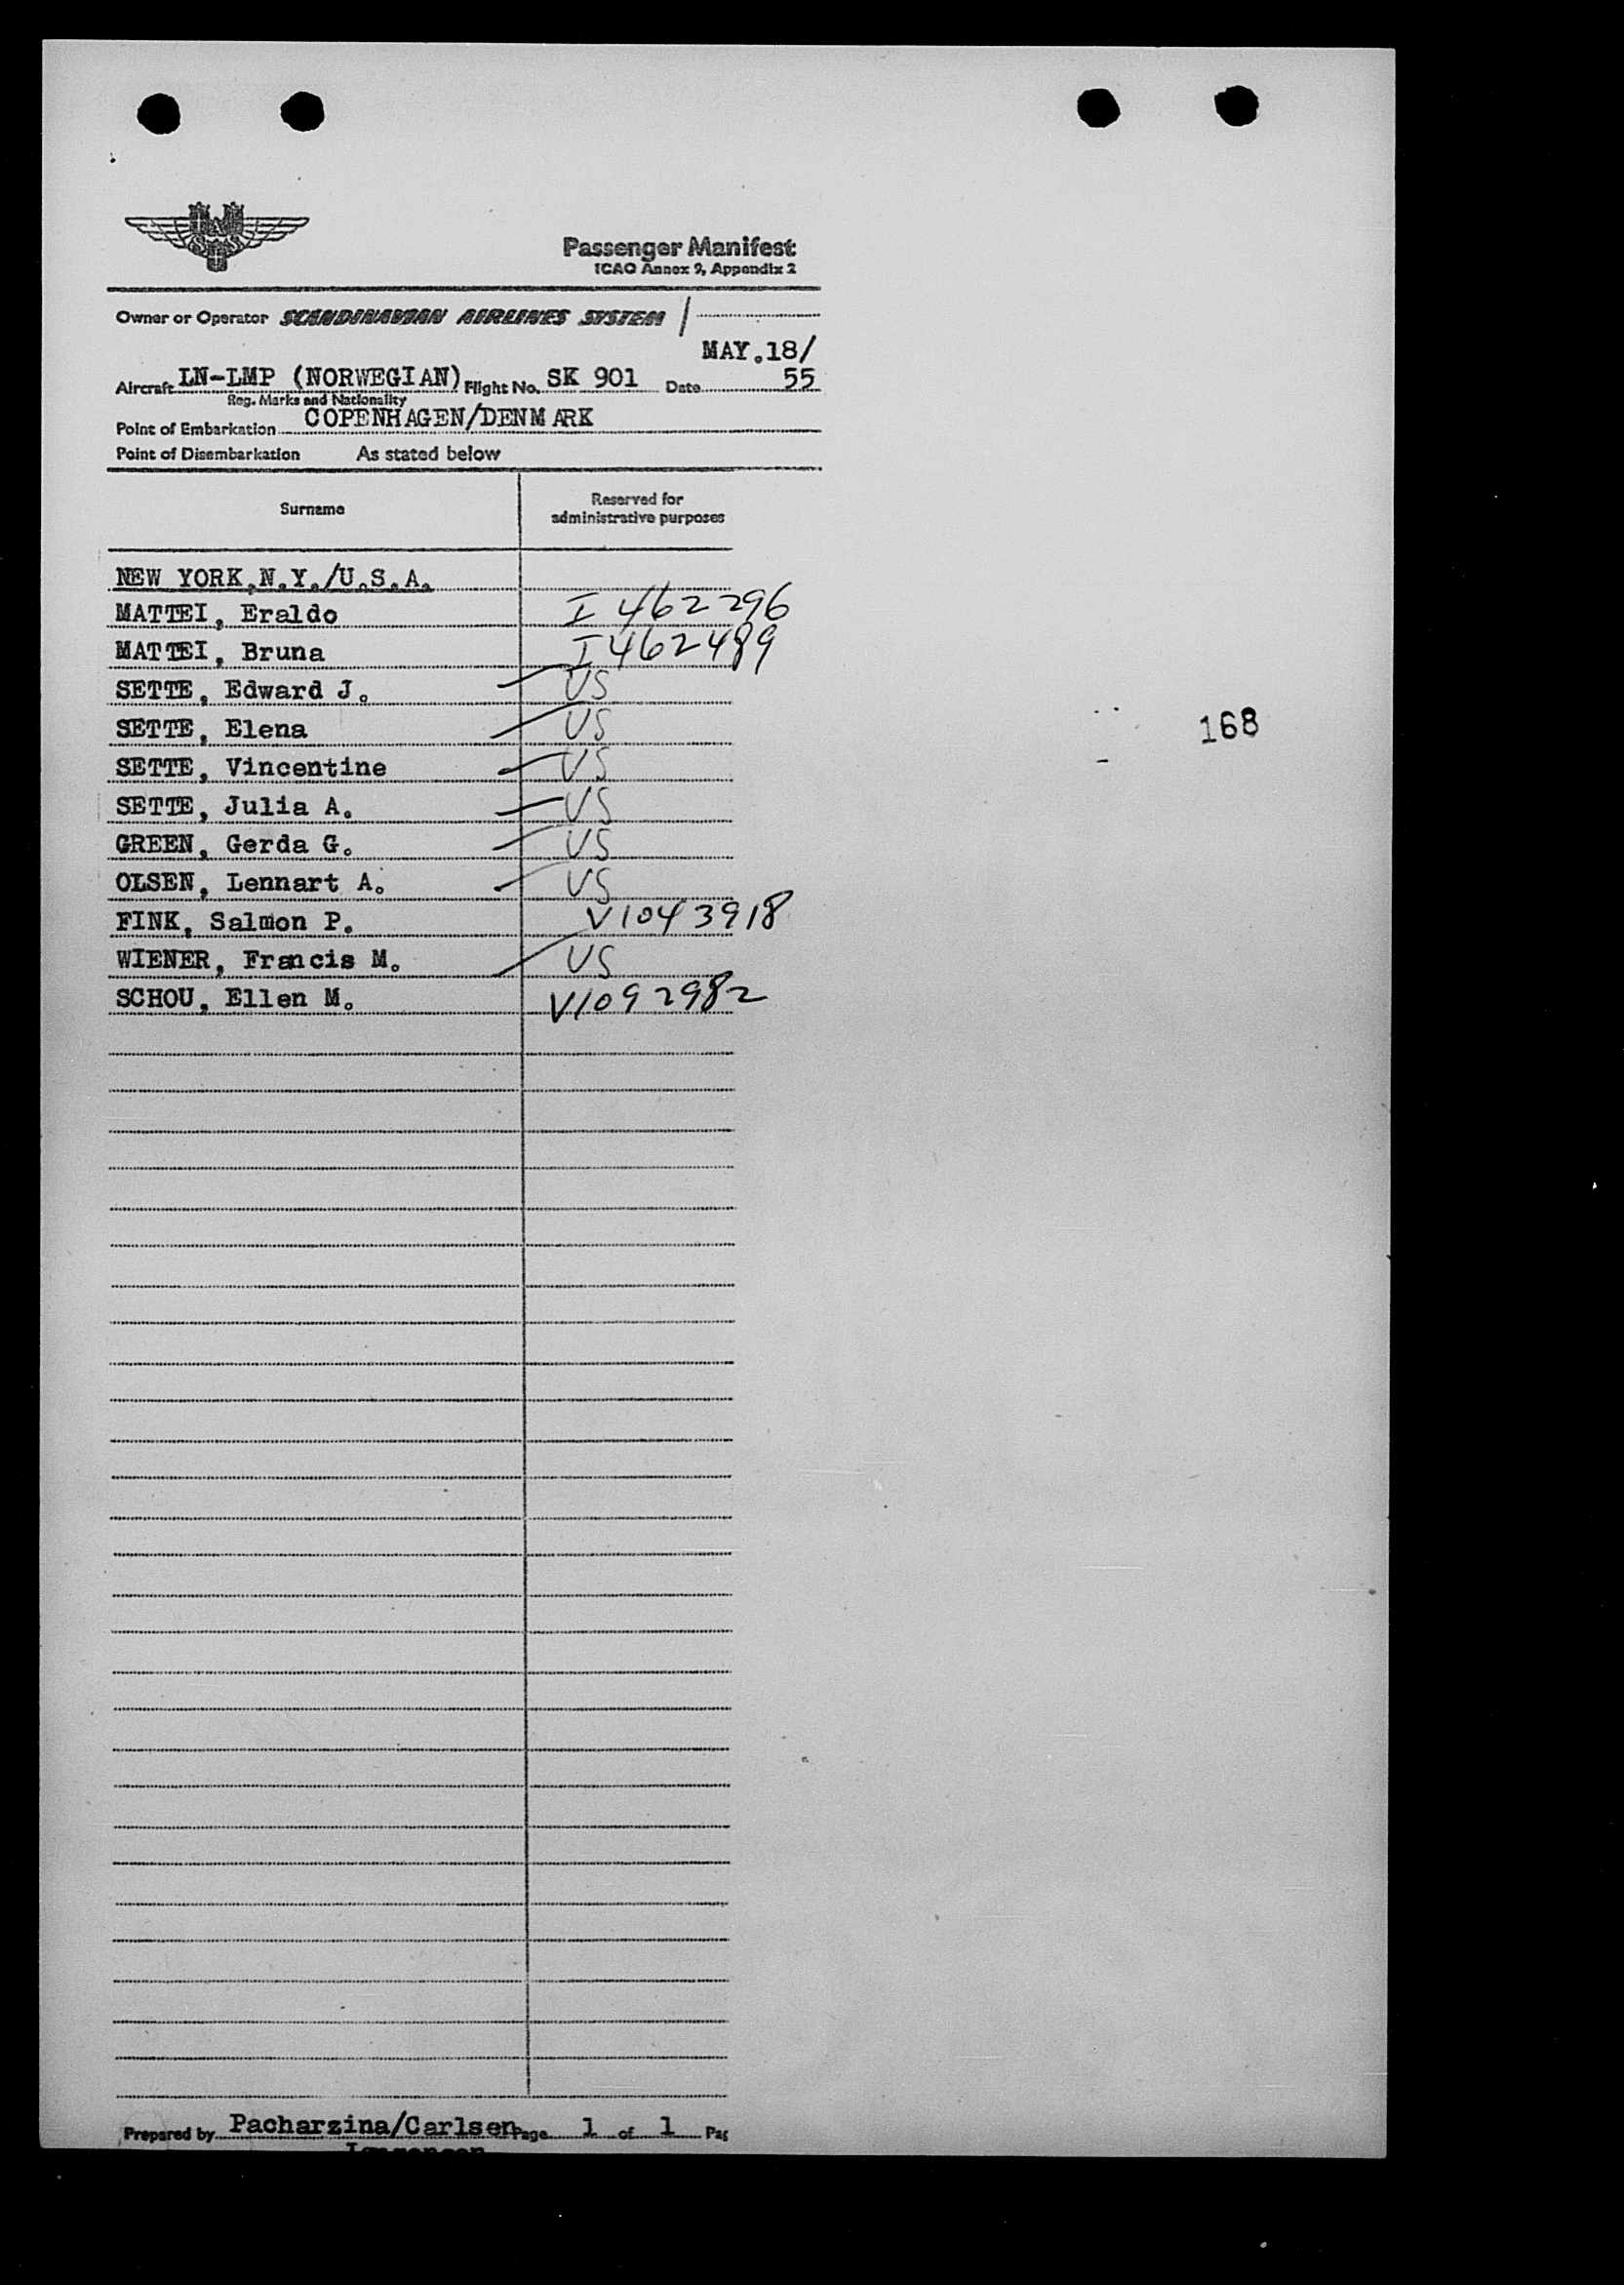 SAS
Passenger Manifest
ICAO Annex 9, Appendix 2
Owner or Operator SCANDINAVIAN AIRLINES SYSTEM /
MAY.18/
Aircraft LN-LMP (NORWEGIAN) Flight No. SK 901 Date 55
Reg. Marks and Nationality
Point of Embarkation COPENHAGEN/DENMARK
Point of Disembarkation As stated below
Surname Reserved for
administrative purposes
NEW YORK,N.Y./U.S.A.
MATTEI, Eraldo I 462296
MATTEI, Bruna I 462489
SETTE, Edward J. US
SETTE, Elena US
168
SETTE, Vincentine US
SETTE, Julia A. US
GREEN, Gerda G. US
OLSEN, Lennart A. US
FINK, Salmon P. V1043918
WIENER, Francis M. US
SCHOU, Ellen M. V1092982
Prepared by Pacharzina/Carlsen Page 1 of 1